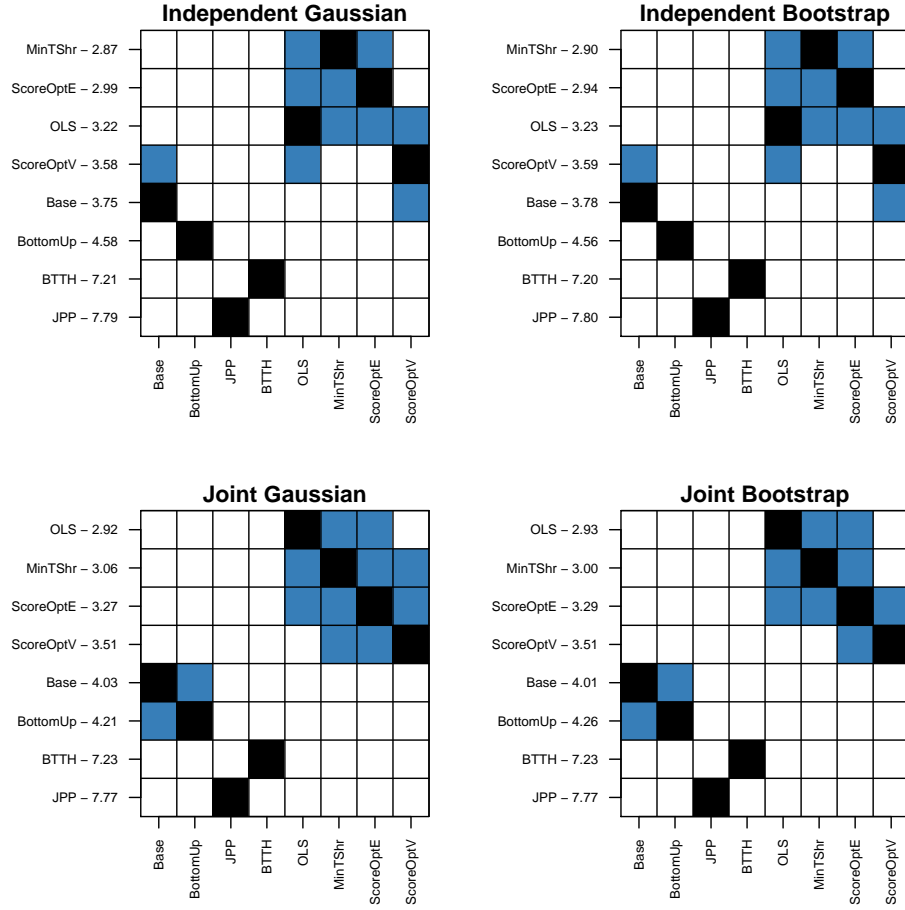 Independent Gaussian
MinTShr − 2.87
ScoreOptE − 2.99
OLS − 3.22
ScoreOptV − 3.58
Base − 3.75
BottomUp − 4.58
BTTH − 7.21
JPP − 7.79
Base
BottomUp
JPP
BTTH
OLS
MinTShr
ScoreOptE
ScoreOptV
Independent Bootstrap
MinTShr − 2.90
ScoreOptE − 2.94
OLS − 3.23
ScoreOptV − 3.59
Base − 3.78
BottomUp − 4.56
BTTH − 7.20
JPP − 7.80
Base
BottomUp
JPP
BTTH
OLS
MinTShr
ScoreOptE
ScoreOptV
Joint Gaussian
OLS − 2.92
MinTShr − 3.06
ScoreOptE − 3.27
ScoreOptV − 3.51
Base − 4.03
BottomUp − 4.21
BTTH − 7.23
JPP − 7.77
Base
BottomUp
JPP
BTTH
OLS
MinTShr
ScoreOptE
ScoreOptV
Joint Bootstrap
OLS − 2.93
MinTShr − 3.00
ScoreOptE − 3.29
ScoreOptV − 3.51
Base − 4.01
BottomUp − 4.26
BTTH − 7.23
JPP − 7.77
Base
BottomUp
JPP
BTTH
OLS
MinTShr
ScoreOptE
ScoreOptV